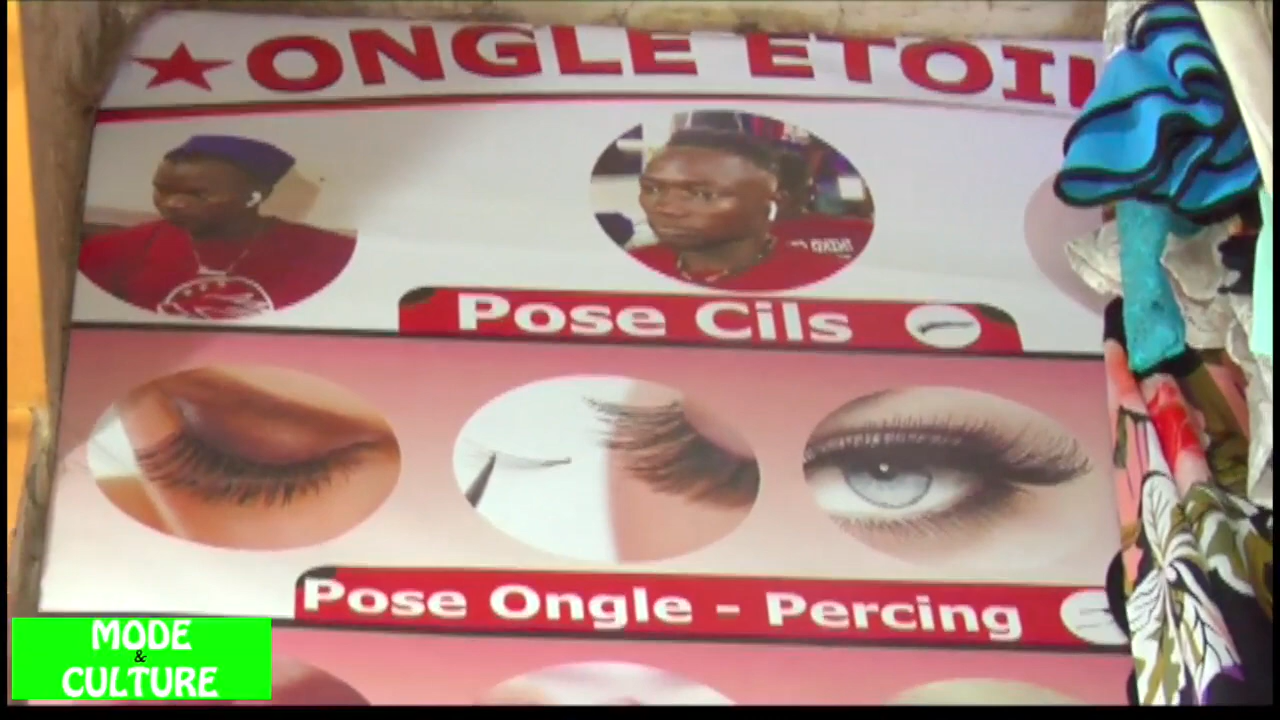 ONGLE ETOI
Pose Cils
Pose Ongle - Percing
MODE
&
CULTURE